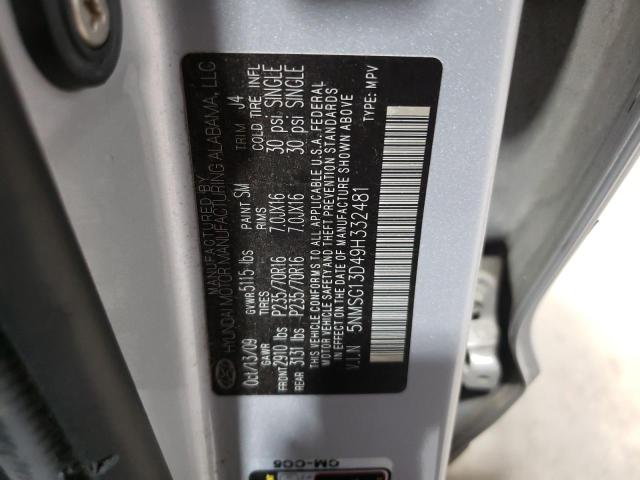 MANUFACTURED BY
HYUNDAI MOTOR MANUFACTURING ALABAMA, LLC
Oct/13/09 GVWR 5115 lbs PAINT SM TRIM J4
GAWR TIRES RIMS COLD TIRE INFL
FRONT 2910 lbs P235/70R16 7.0JX16 30 psi SINGLE
REAR 3131 lbs P235/70R16 7.0JX16 30 psi SINGLE
THIS VEHICLE CONFORMS TO ALL APPLICABLE U.S.A. FEDERAL
MOTOR VEHICLE SAFETY AND THEFT PREVENTION STANDARDS
IN EFFECT ON THE DATE OF MANUFACTURE SHOWN ABOVE
V.I.N 5NMSG13D49H332481 TYPE: MPV
CM-CO5